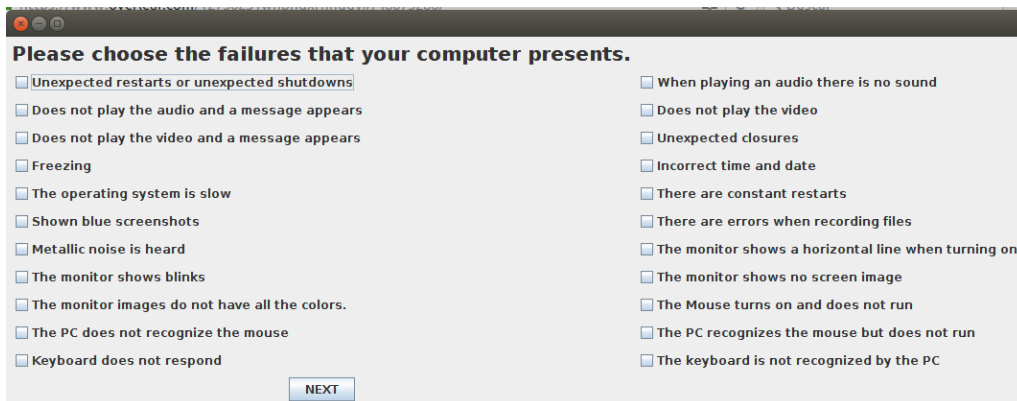 Please choose the failures that your computer presents.
Unexpected restarts or unexpected shutdowns
When playing an audio there is no sound
Does not play the audio and a message appears
Does not play the video
Does not play the video and a message appears
Unexpected closures
Freezing
Incorrect time and date
The operating system is slow
There are constant restarts
Shown blue screenshots
There are errors when recording files
Metallic noise is heard
The monitor shows a horizontal line when turning on
The monitor shows blinks
The monitor shows no screen image
The monitor images do not have all the colors.
The Mouse turns on and does not run
The PC does not recognize the mouse
The PC recognizes the mouse but does not run
Keyboard does not respond
The keyboard is not recognized by the PC
NEXT